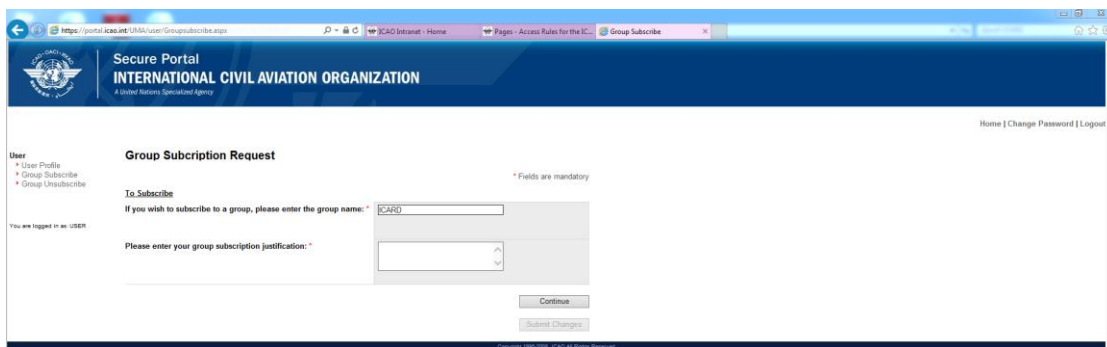 https://portal.icao.int/UMA/user/Groupsubscribe.aspx
ICAO Intranet - Home
Pages - Access Rules for the IC...
Group Subscribe
Secure Portal
INTERNATIONAL CIVIL AVIATION ORGANIZATION
A United Nations Specialized Agency
Home | Change Password | Logout
User
User Profile
Group Subscribe
Group Unsubscribe
You are logged in as: USER
Group Subcription Request
* Fields are mandatory
To Subscribe
If you wish to subscribe to a group, please enter the group name: *
ICARD
Please enter your group subscription justification: *
Continue
Submit Changes